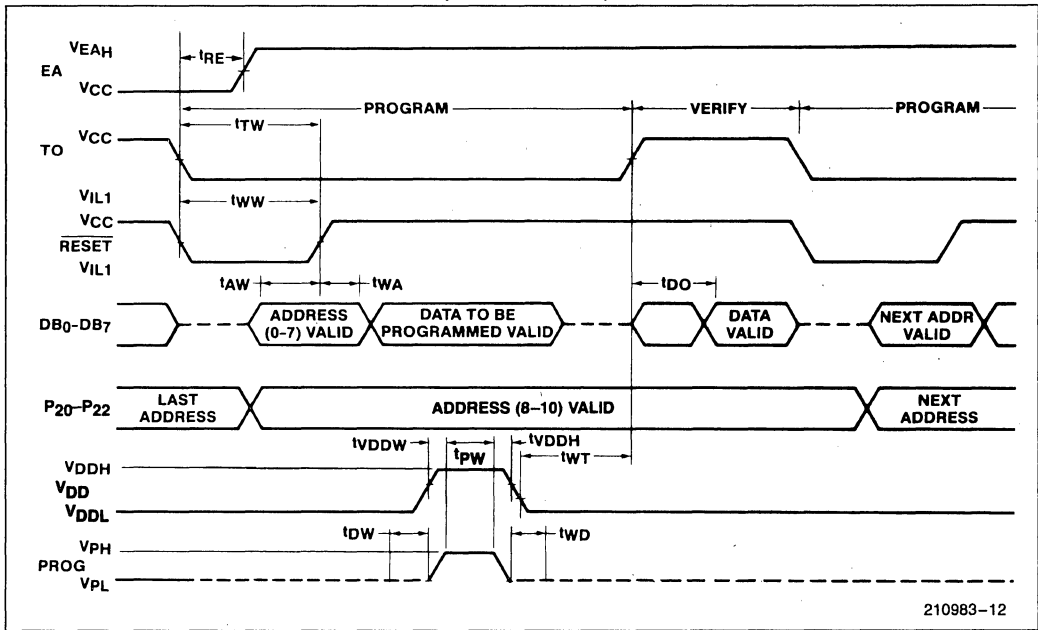 VEAH
tRE
EA
VCC
PROGRAM
VERIFY
PROGRAM
VCC
tTW
TO
VIL1
tWW
VCC
RESET
VIL1
tAW
tWA
tDO
DB0-DB7
ADDRESS
(0-7) VALID
DATA TO BE
PROGRAMMED VALID
DATA
VALID
NEXT ADDR
VALID
P20-P22
LAST
ADDRESS
ADDRESS (8-10) VALID
NEXT
ADDRESS
tVDDW
tPW
tVDDH
tWT
VDDH
VDD
VDDL
tDW
tWD
VPH
PROG
VPL
210983-12